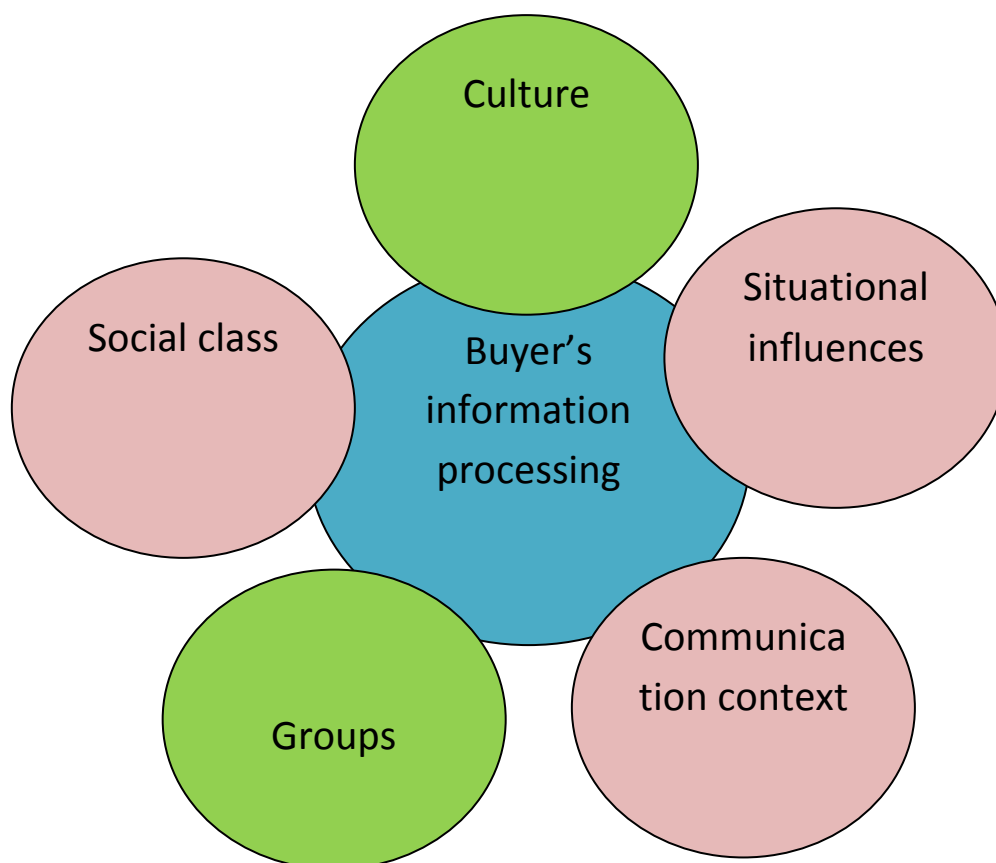 Culture
Situational
influences
Social class
Buyer’s
information
processing
Communica
tion context
Groups